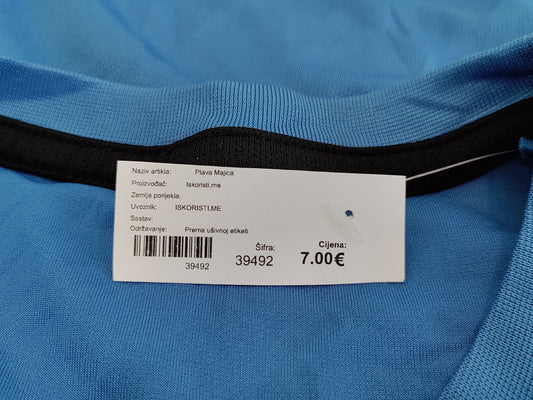 Naziv artikla: Plava Majica
Proizvođač: Iskoristi.me
Zemlja porijekla:
Uvoznik: ISKORISTI.ME
Sastav:
Održavanje: Prema ušivnoj etiketi
Šifra: Cijena:
39492 39492 7.00€